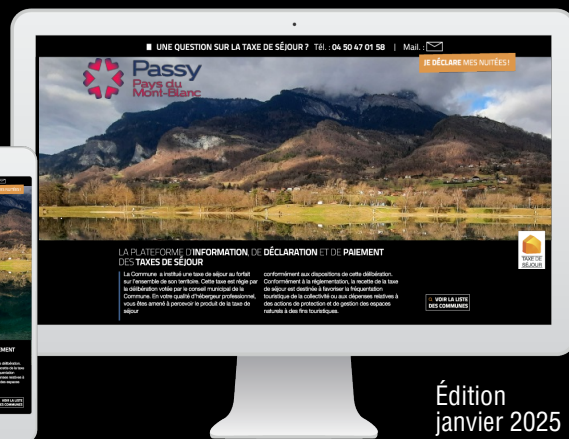 UNE QUESTION SUR LA TAXE DE SÉJOUR ? Tél. : 04 50 47 01 58 | Mail. :
JE DÉCLARE MES NUITÉES !
Passy
Pays du
Mont-Blanc
LA PLATEFORME D'INFORMATION, DE DÉCLARATION ET DE PAIEMENT
DES TAXES DE SÉJOUR
La Commune a institué une taxe de séjour au forfait
sur l'ensemble de son territoire. Cette taxe est régie par
la délibération votée par le conseil municipal de la
Commune. En votre qualité d'hébergeur professionnel,
vous êtes amené à percevoir le produit de la taxe de
séjour
conformément aux dispositions de cette délibération.
Conformément à la réglementation, la recette de la taxe
de séjour est destinée à favoriser la fréquentation
touristique de la collectivité ou aux dépenses relatives à
des actions de protection et de gestion des espaces
naturels à des fins touristiques.
TAXE DE
SÉJOUR
VOIR LA LISTE
DES COMMUNES
VOIR LA LISTE
DES COMMUNES
Édition
janvier 2025